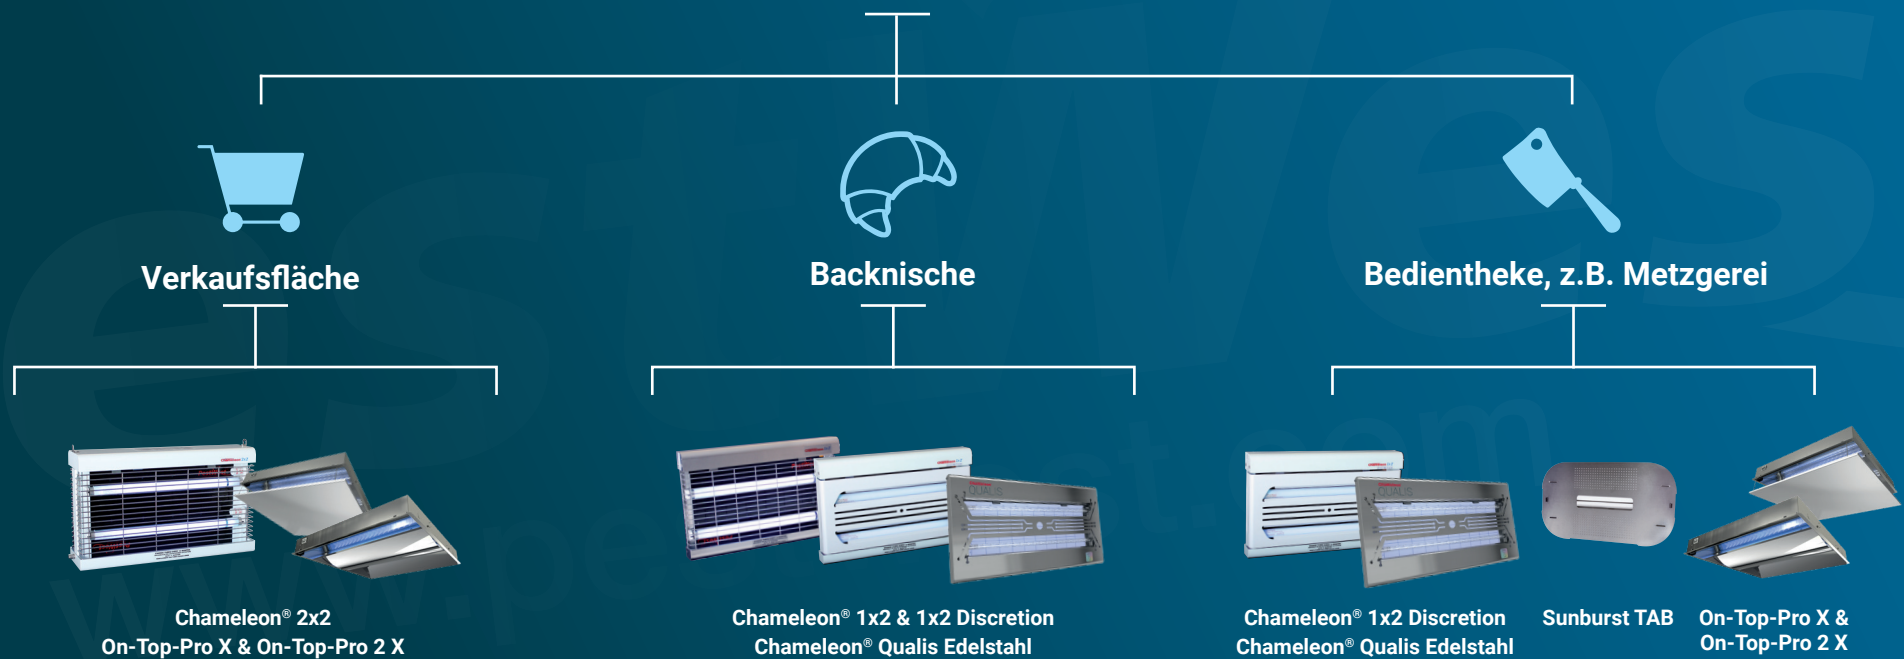 Verkaufsfläche
Backnische
Bedientheke, z.B. Metzgerei
Chameleon® 2x2
On-Top-Pro X & On-Top-Pro 2 X
Chameleon® 1x2 & 1x2 Discretion
Chameleon® Qualis Edelstahl
Chameleon® 1x2 Discretion
Chameleon® Qualis Edelstahl
Sunburst TAB
On-Top-Pro X &
On-Top-Pro 2 X